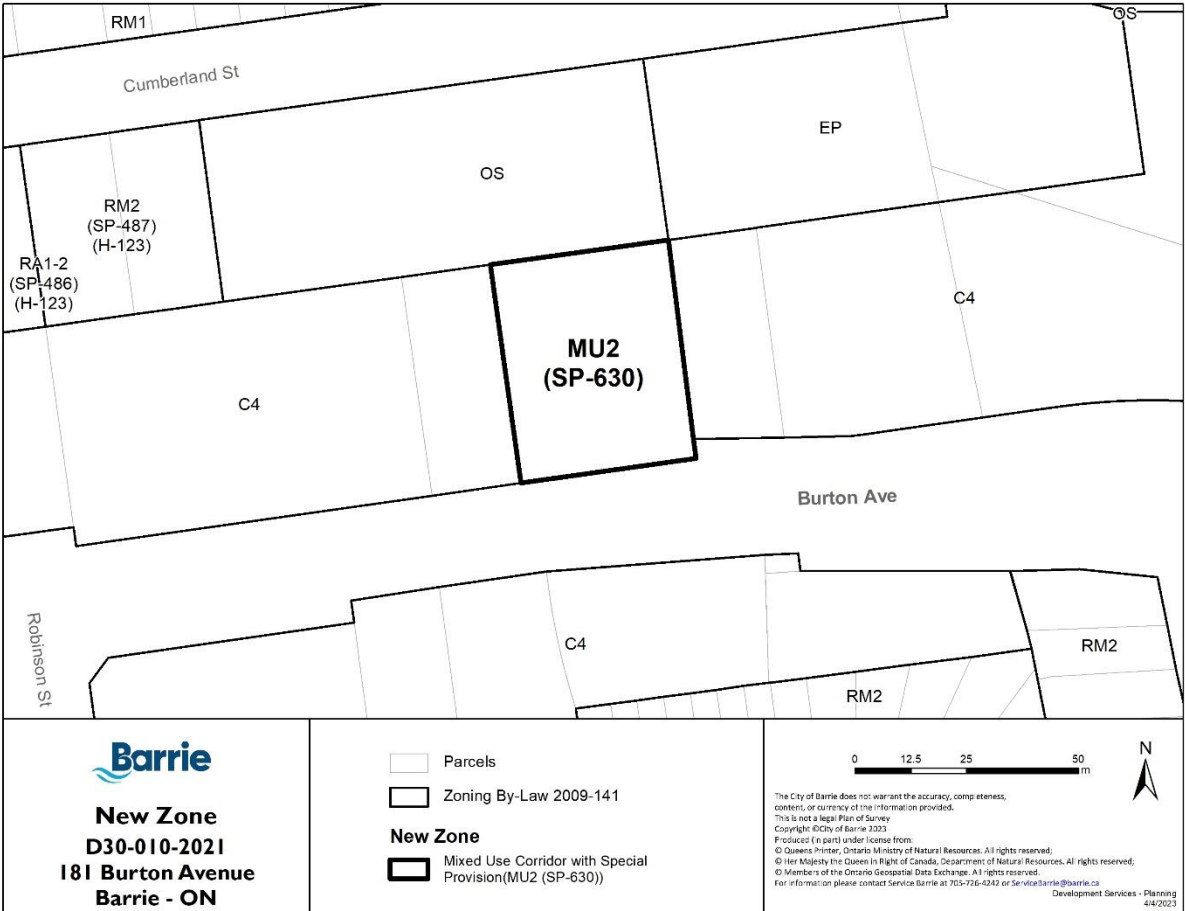 RM1
OS
Cumberland St
EP
OS
RM2
(SP-487)
(H-123)
RA1-2
(SP-486)
(H-123)
C4
MU2
(SP-630)
C4
Burton Ave
Robinson St
C4
RM2
RM2
Barrie
New Zone
D30-010-2021
181 Burton Avenue
Barrie - ON
Parcels
Zoning By-Law 2009-141
New Zone
Mixed Use Corridor with Special
Provision(MU2 (SP-630))
0 12.5 25 50
m
N
The City of Barrie does not warrant the accuracy, completeness,
content, or currency of the information provided.
This is not a legal Plan of Survey
Copyright ©City of Barrie 2023
Produced (in part) under license from:
© Queens Printer, Ontario Ministry of Natural Resources. All rights reserved;
© Her Majesty the Queen in Right of Canada, Department of Natural Resources. All rights reserved;
© Members of the Ontario Geospatial Data Exchange. All rights reserved.
For information please contact Service Barrie at 705-726-4242 or ServiceBarrie@barrie.ca
Development Services - Planning
4/4/2023